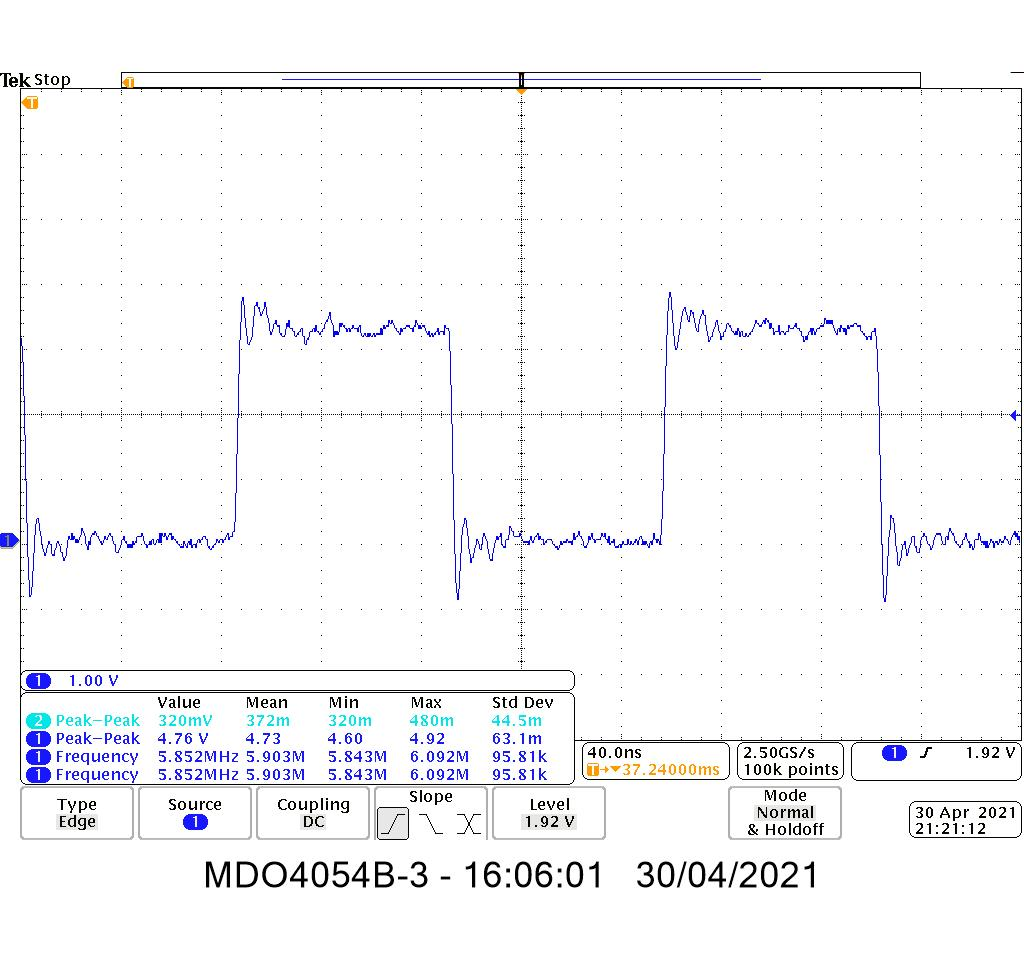 Tek Stop
T
T
1
1 1.00 V
Value Mean Min Max Std Dev
2 Peak–Peak 320mV 372m 320m 480m 44.5m
1 Peak–Peak 4.76 V 4.73 4.60 4.92 63.1m
1 Frequency 5.852MHz 5.903M 5.843M 6.092M 95.81k
1 Frequency 5.852MHz 5.903M 5.843M 6.092M 95.81k
40.0ns
T→▼37.24000ms
2.50GS/s
100k points
1 1.92 V
Type
Edge
Source
1
Coupling
DC
Slope
Level
1.92 V
Mode
Normal
& Holdoff
30 Apr 2021
21:21:12
MDO4054B-3 - 16:06:01 30/04/2021